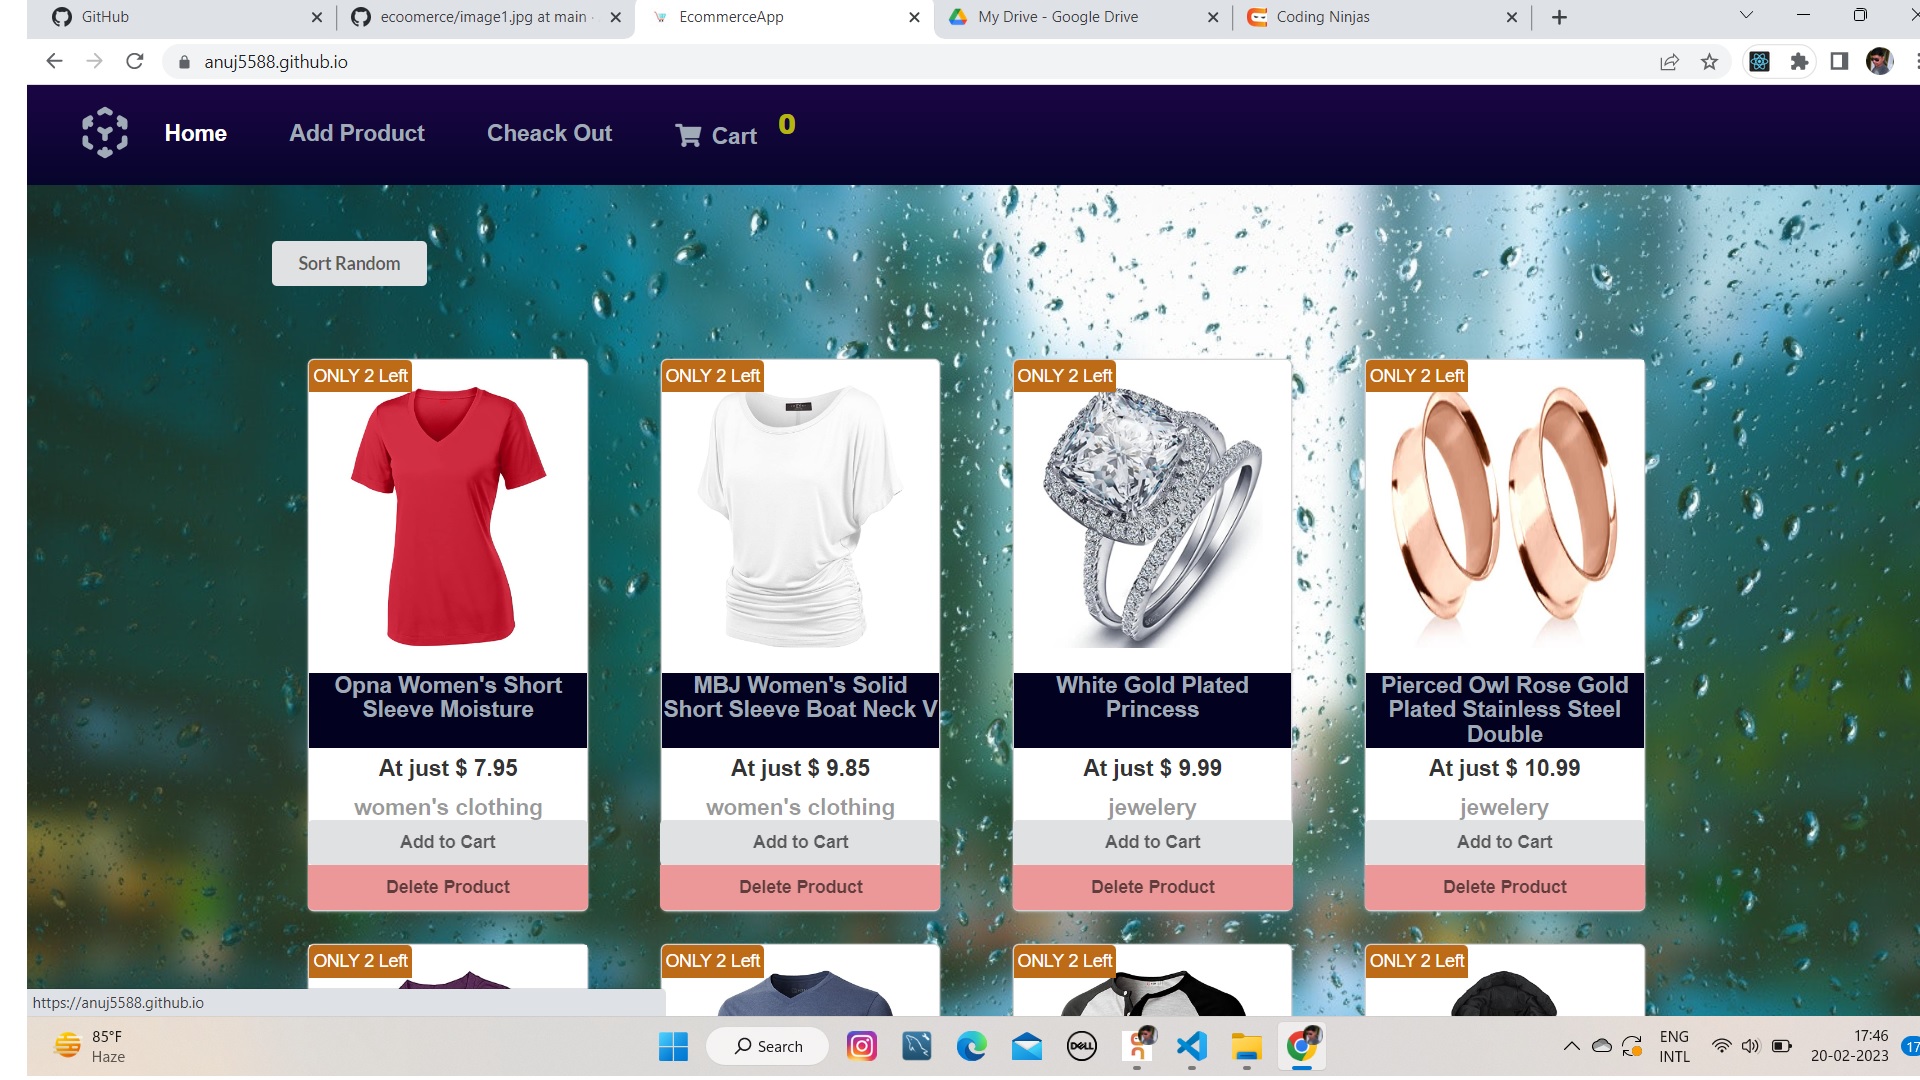 GitHub
ecoomerce/image1.jpg at main ·
EcommerceApp
My Drive - Google Drive
Coding Ninjas
anuj5588.github.io
Home
Add Product
Cheack Out
Cart
0
Sort Random
ONLY 2 Left
ONLY 2 Left
ONLY 2 Left
ONLY 2 Left
Opna Women's Short
Sleeve Moisture
MBJ Women's Solid
Short Sleeve Boat Neck V
White Gold Plated
Princess
Pierced Owl Rose Gold
Plated Stainless Steel
Double
At just $ 7.95
At just $ 9.85
At just $ 9.99
At just $ 10.99
women's clothing
women's clothing
jewelery
jewelery
Add to Cart
Add to Cart
Add to Cart
Add to Cart
Delete Product
Delete Product
Delete Product
Delete Product
ONLY 2 Left
ONLY 2 Left
ONLY 2 Left
ONLY 2 Left
https://anuj5588.github.io
85°F
Haze
Search
DELL
ENG
INTL
17:46
20-02-2023
17